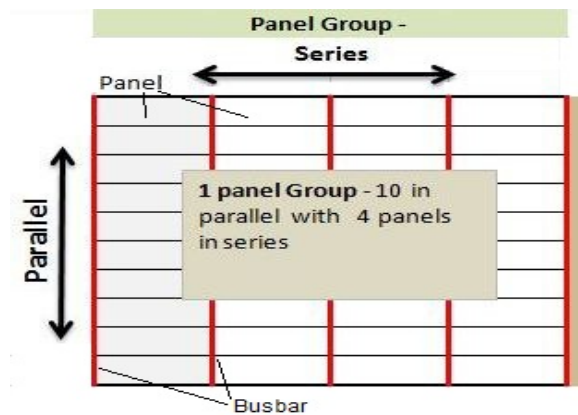 Panel Group -
Series
Panel
Parallel
1 panel Group - 10 in
parallel with 4 panels
in series
Busbar